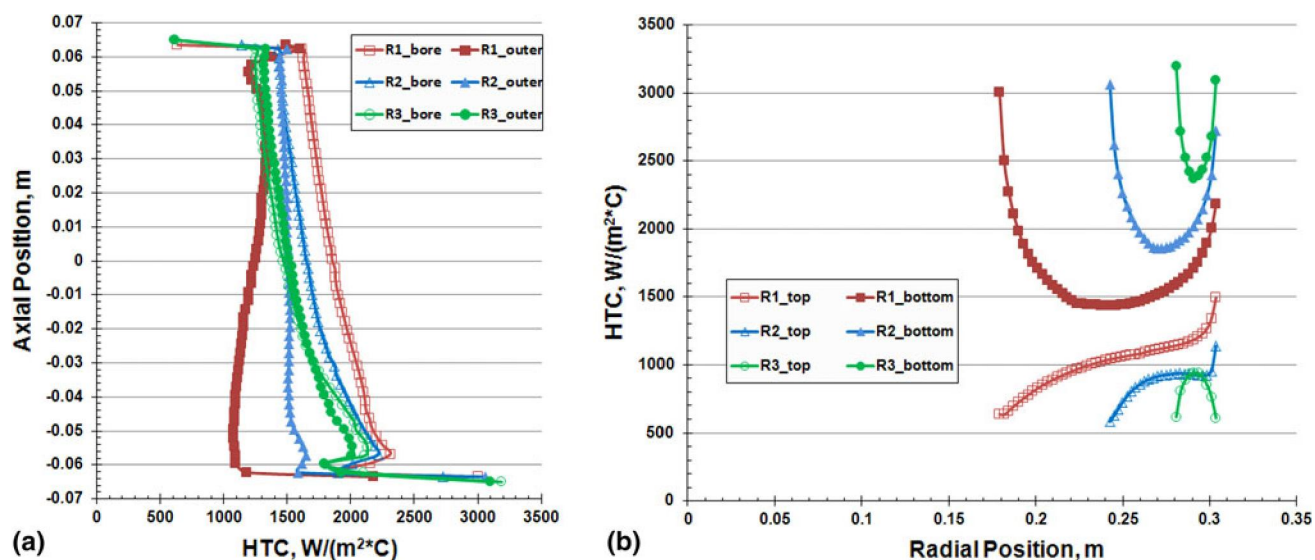 0.07
0.06
0.05
0.04
0.03
0.02
0.01
0
-0.01
-0.02
-0.03
-0.04
-0.05
-0.06
-0.07
Axial Position, m
R1_bore R1_outer
R2_bore R2_outer
R3_bore R3_outer
0 500 1000 1500 2000 2500 3000 3500
HTC, W/(m²*C)
(a)
3500
3000
2500
2000
1500
1000
500
0
HTC, W/(m²*C)
R1_top R1_bottom
R2_top R2_bottom
R3_top R3_bottom
0 0.05 0.1 0.15 0.2 0.25 0.3 0.35
Radial Position, m
(b)